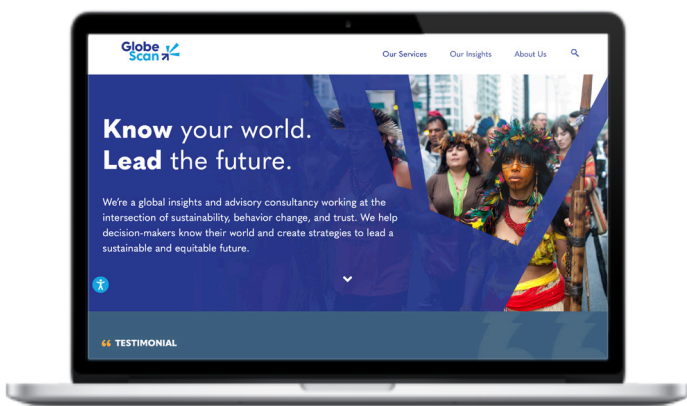 Globe
Scan
Our Services
Our Insights
About Us
Know your world.
Lead the future.
We're a global insights and advisory consultancy working at the
intersection of sustainability, behavior change, and trust. We help
decision-makers know their world and create strategies to lead a
sustainable and equitable future.
“ TESTIMONIAL